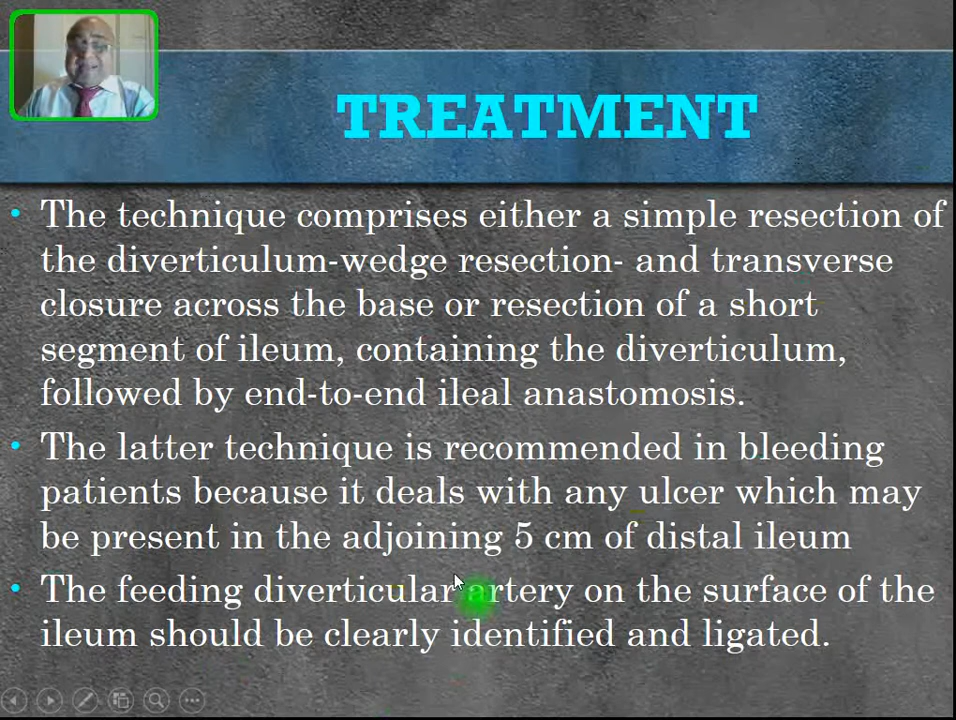 TREATMENT
• The technique comprises either a simple resection of
the diverticulum-wedge resection- and transverse
closure across the base or resection of a short
segment of ileum, containing the diverticulum,
followed by end-to-end ileal anastomosis.
• The latter technique is recommended in bleeding
patients because it deals with any ulcer which may
be present in the adjoining 5 cm of distal ileum
• The feeding diverticular artery on the surface of the
ileum should be clearly identified and ligated.